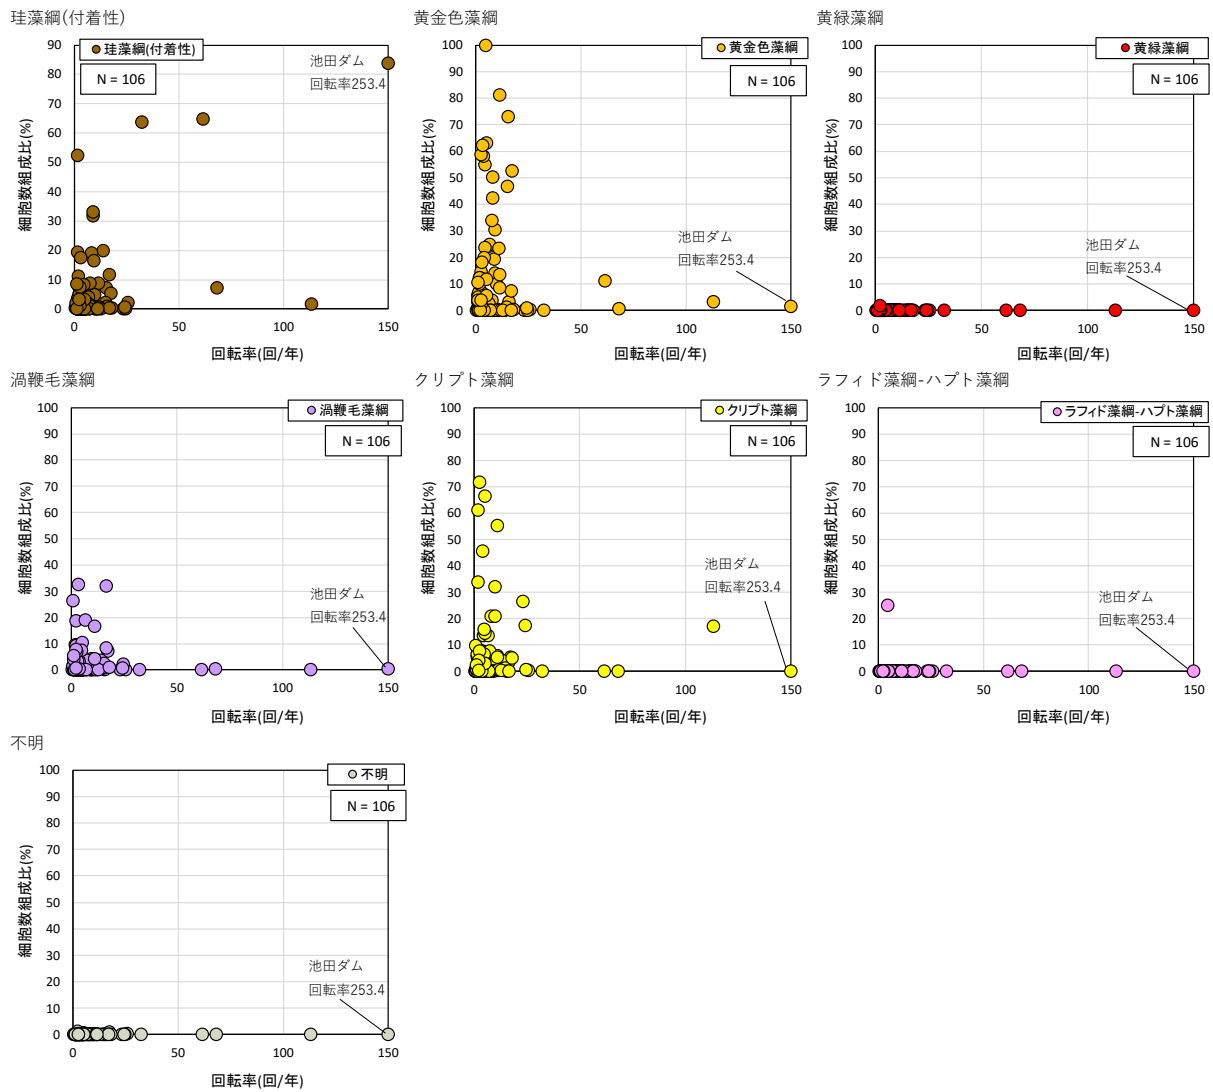 珪藻綱(付着性)
細胞数組成比(%)
90
80
70
60
50
40
30
20
10
0
珪藻綱(付着性)
N = 106
池田ダム
回転率253.4
0
50
100
150
回転率(回/年)
黄金色藻綱
細胞数組成比(%)
100
90
80
70
60
50
40
30
20
10
0
黄金色藻綱
N = 106
池田ダム
回転率253.4
0
50
100
150
回転率(回/年)
黄緑藻綱
細胞数組成比(%)
100
90
80
70
60
50
40
30
20
10
0
黄緑藻綱
N = 106
池田ダム
回転率253.4
0
50
100
150
回転率(回/年)
渦鞭毛藻綱
細胞数組成比(%)
100
90
80
70
60
50
40
30
20
10
0
渦鞭毛藻綱
N = 106
池田ダム
回転率253.4
0
50
100
150
回転率(回/年)
クリプト藻綱
細胞数組成比(%)
100
90
80
70
60
50
40
30
20
10
0
クリプト藻綱
N = 106
池田ダム
回転率253.4
0
50
100
150
回転率(回/年)
ラフィド藻綱-ハプト藻綱
細胞数組成比(%)
100
90
80
70
60
50
40
30
20
10
0
ラフィド藻綱-ハプト藻綱
N = 106
池田ダム
回転率253.4
0
50
100
150
回転率(回/年)
不明
細胞数組成比(%)
100
90
80
70
60
50
40
30
20
10
0
不明
N = 106
池田ダム
回転率253.4
0
50
100
150
回転率(回/年)